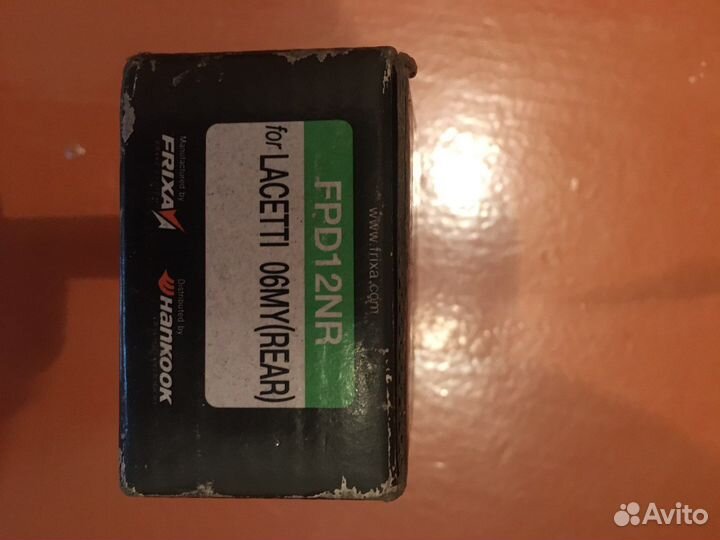 www.frixa.com
FPD12NR
for LACETTI 06MY(REAR)
Manufactured by
FRIXA
Distributed by
Hankook
Avito